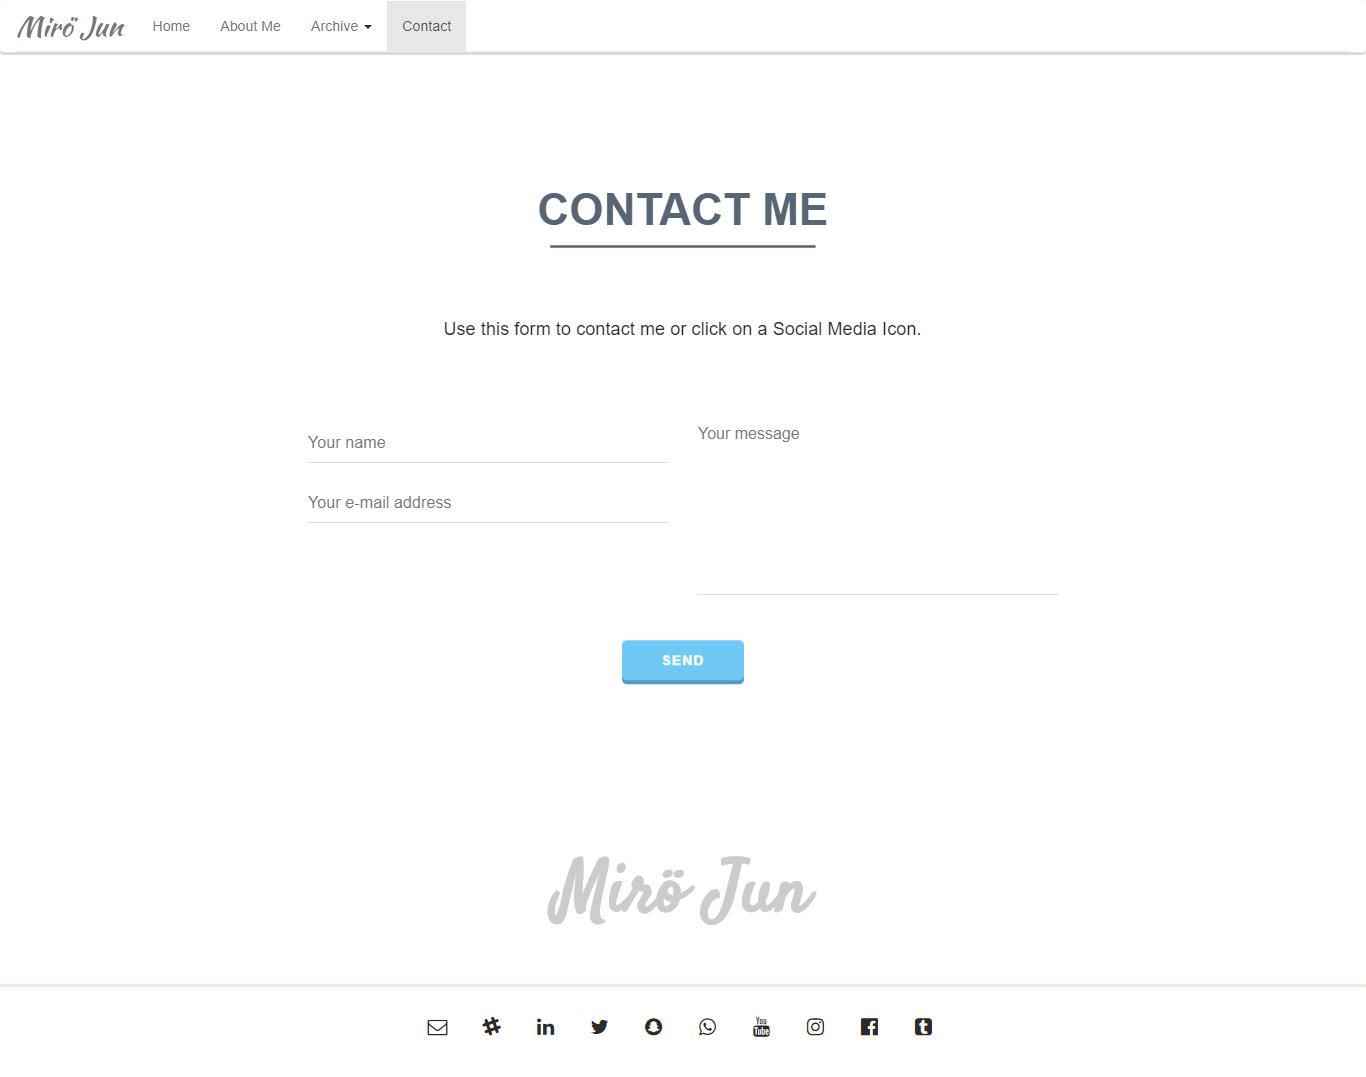 Mirö Jun Home About Me Archive Contact
CONTACT ME
Use this form to contact me or click on a Social Media Icon.
Your name
Your e-mail address
Your message
SEND
Mirö Jun
You
Tube